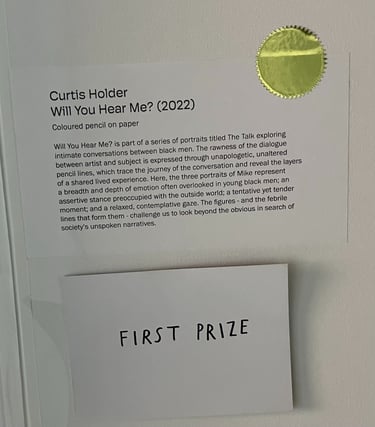 Curtis Holder
Will You Hear Me? (2022)
Coloured pencil on paper
Will You Hear Me? is part of a series of portraits titled The Talk exploring
intimate conversations between black men. The rawness of the dialogue
between artist and subject is expressed through unapologetic, unaltered
pencil lines, which trace the journey of the conversation and reveal the layers
of a shared lived experience. Here, the three portraits of Mike represent
a breadth and depth of emotion often overlooked in young black men; an
assertive stance preoccupied with the outside world; a tentative yet tender
moment; and a relaxed, contemplative gaze. The figures - and the febrile
lines that form them - challenge us to look beyond the obvious in search of
society's unspoken narratives.
FIRST PRIZE